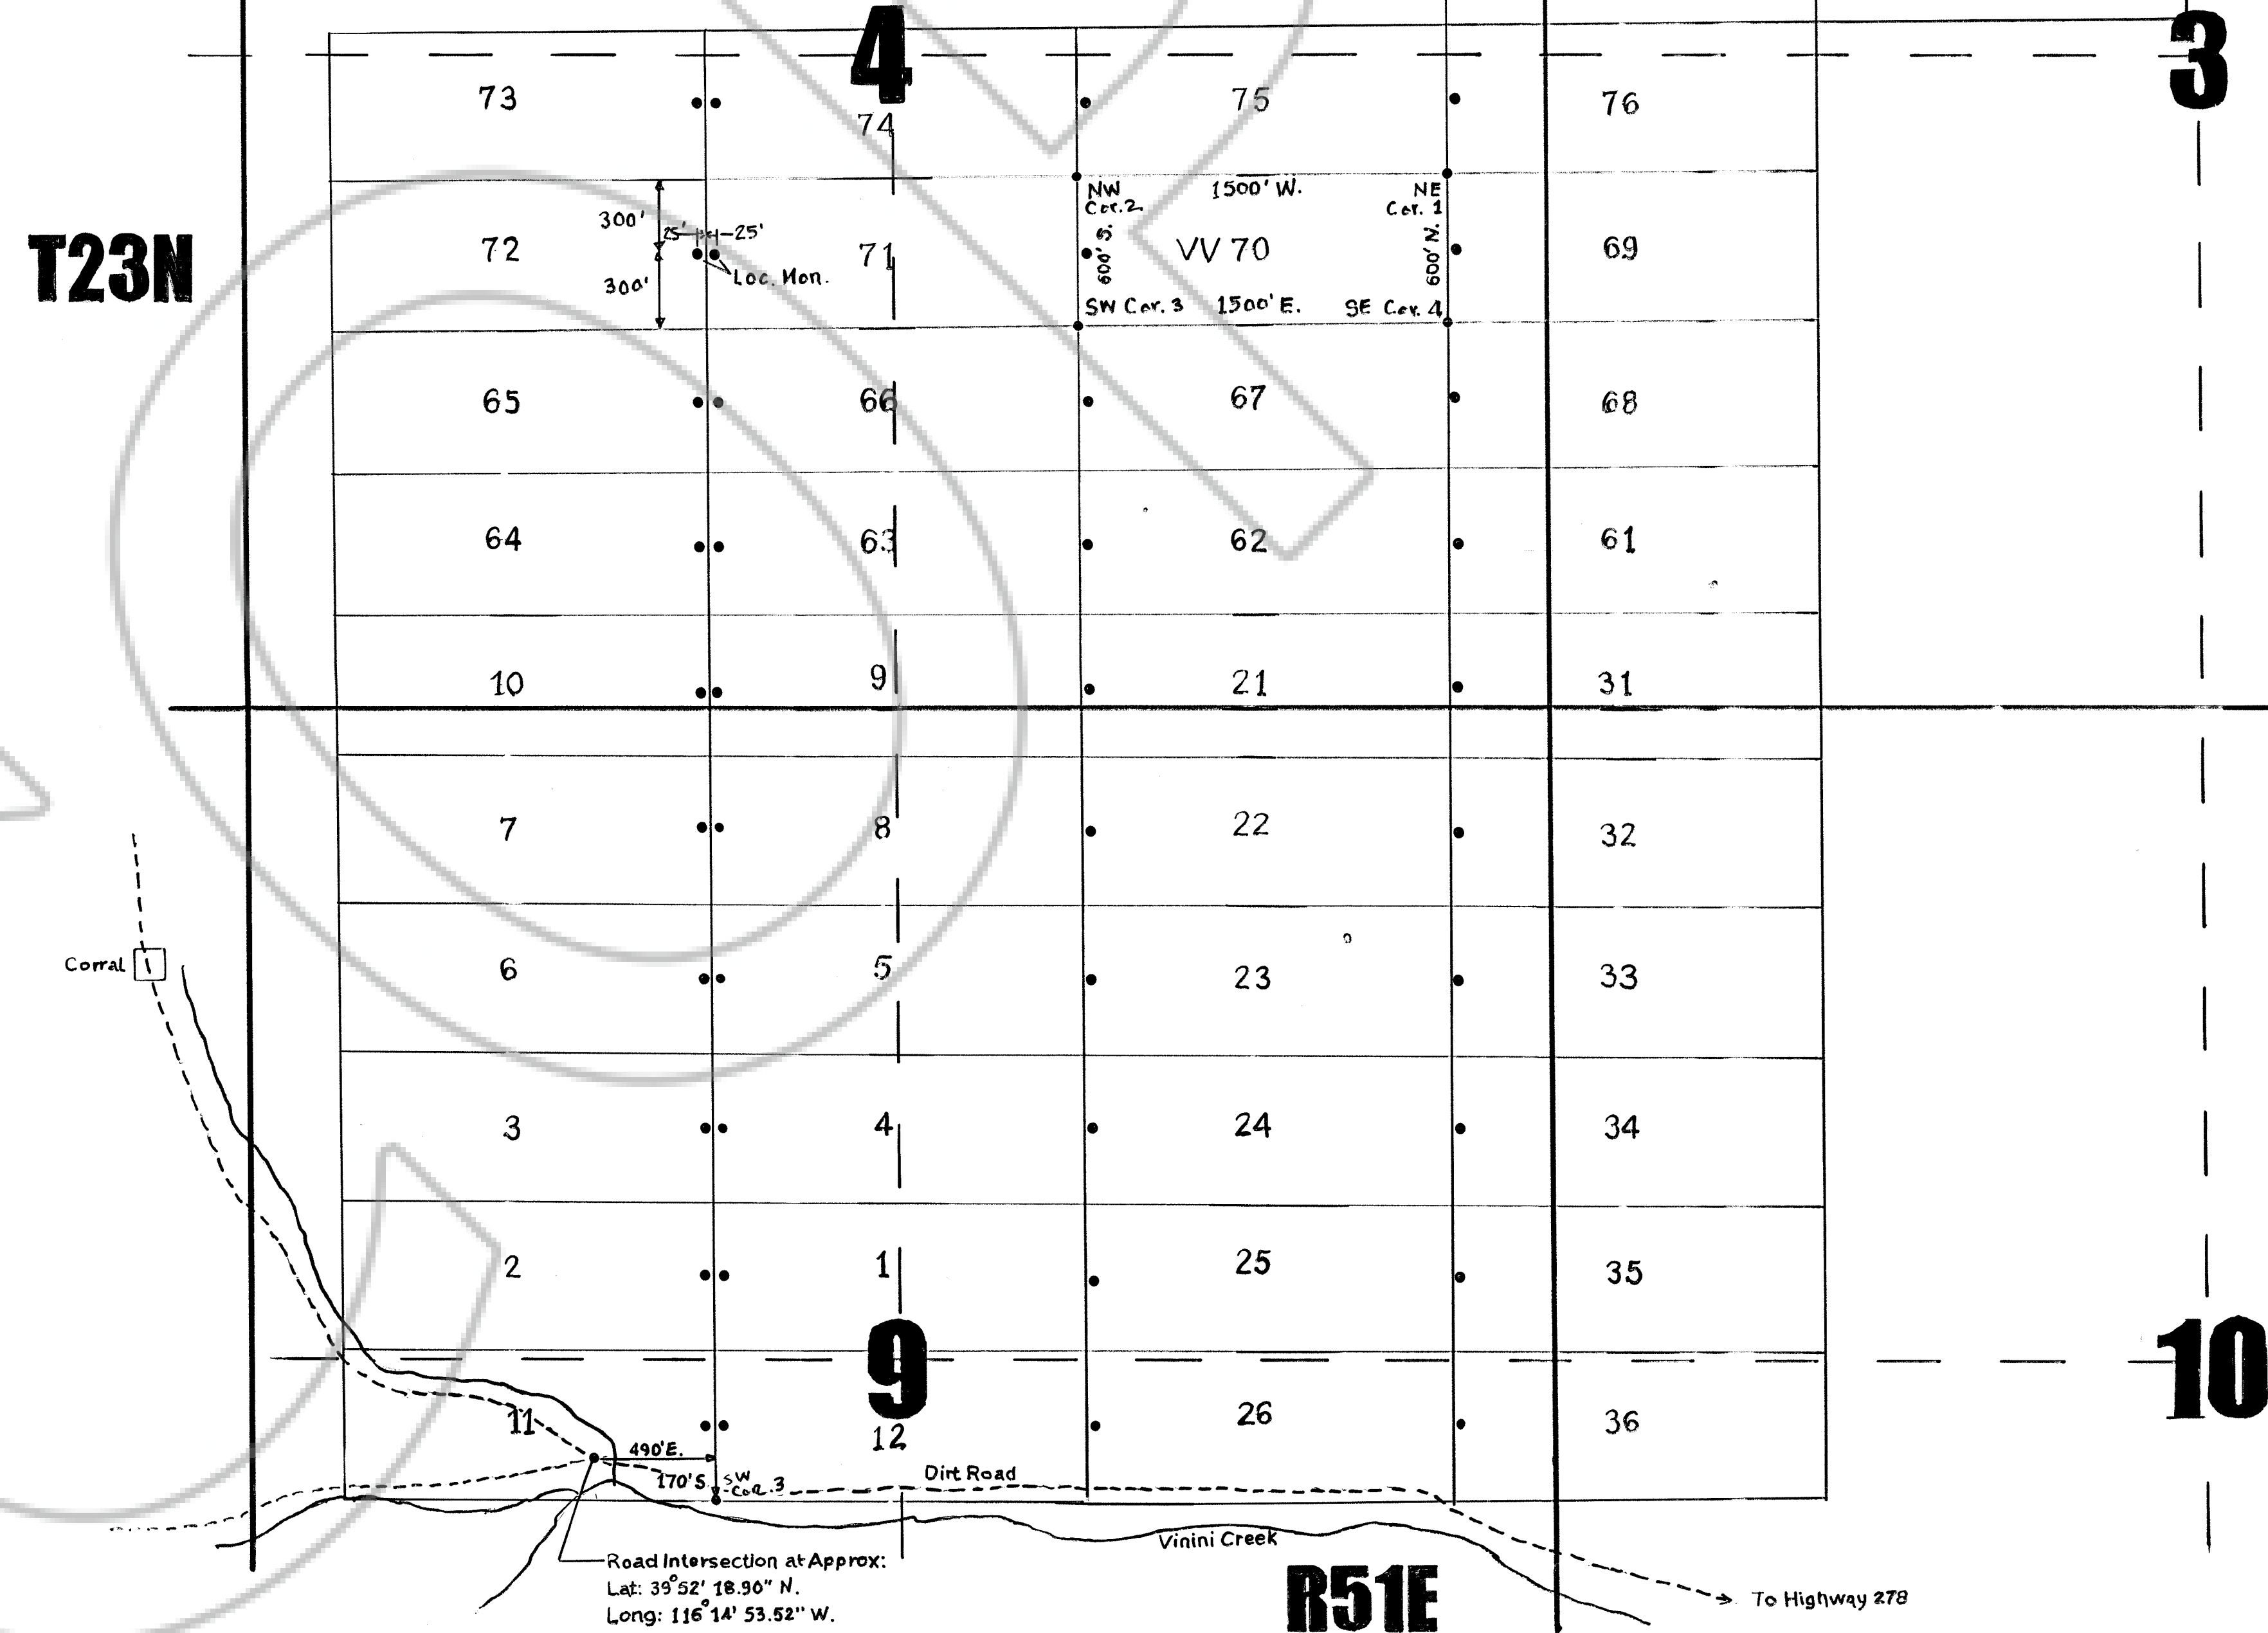 4
3
73
74
75
76
T23N
72
300'
25'
25'
300'
Loc. Mon.
71
NW
Cor. 2
1500' W.
NE
Cor. 1
600' S.
VV 70
600' N.
SW Cor. 3
1500' E.
SE Cor. 4
69
65
66
67
68
64
63
62
61
10
9
21
31
7
8
22
32
Corral
6
5
23
33
3
4
24
34
2
1
25
35
9
10
11
12
26
36
490'E.
170'S.
SW
Cor. 3
Dirt Road
Vinini Creek
Road Intersection at Approx:
Lat: 39°52' 18.90" N.
Long: 116°14' 53.52" W.
R51E
To Highway 278